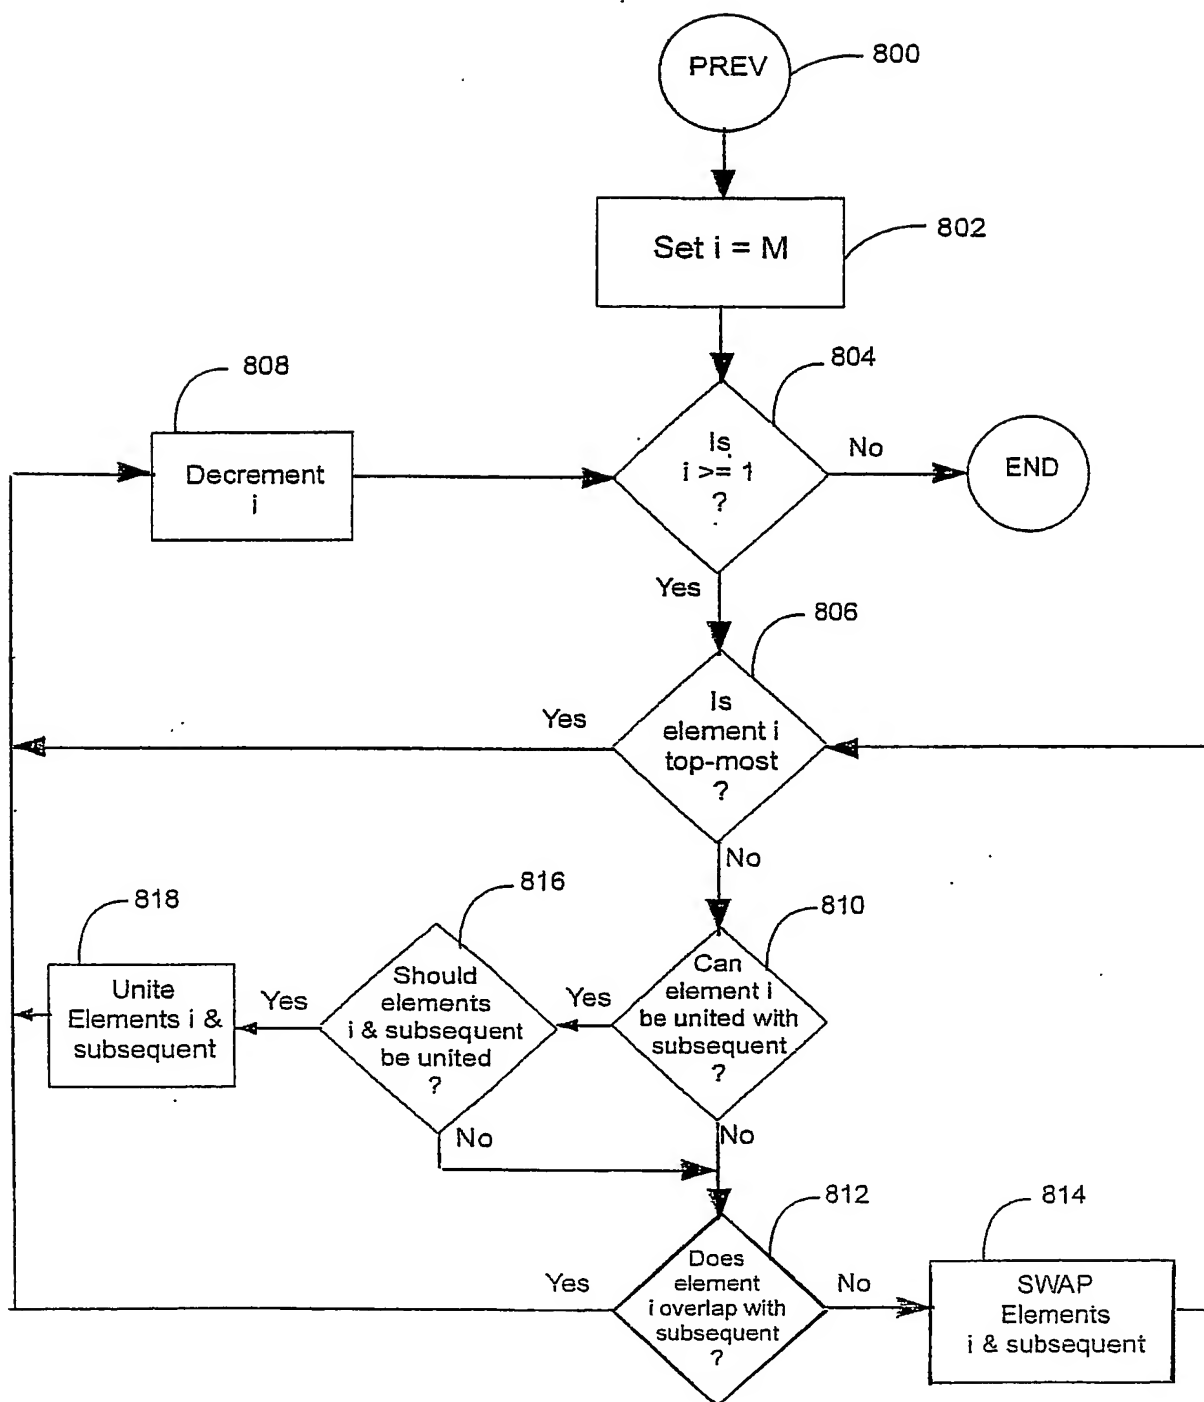 PREV
800
Set i = M
802
808
Decrement
i
804
Is
i >= 1
?
No
END
Yes
806
Is
element i
top-most
?
Yes
No
816
818
810
Unite
Elements i &
subsequent
Yes
Should
elements
i & subsequent
be united
?
Yes
Can
element i
be united with
subsequent
?
No
No
812
814
Does
element
i overlap with
subsequent
?
Yes
No
SWAP
Elements
i & subsequent